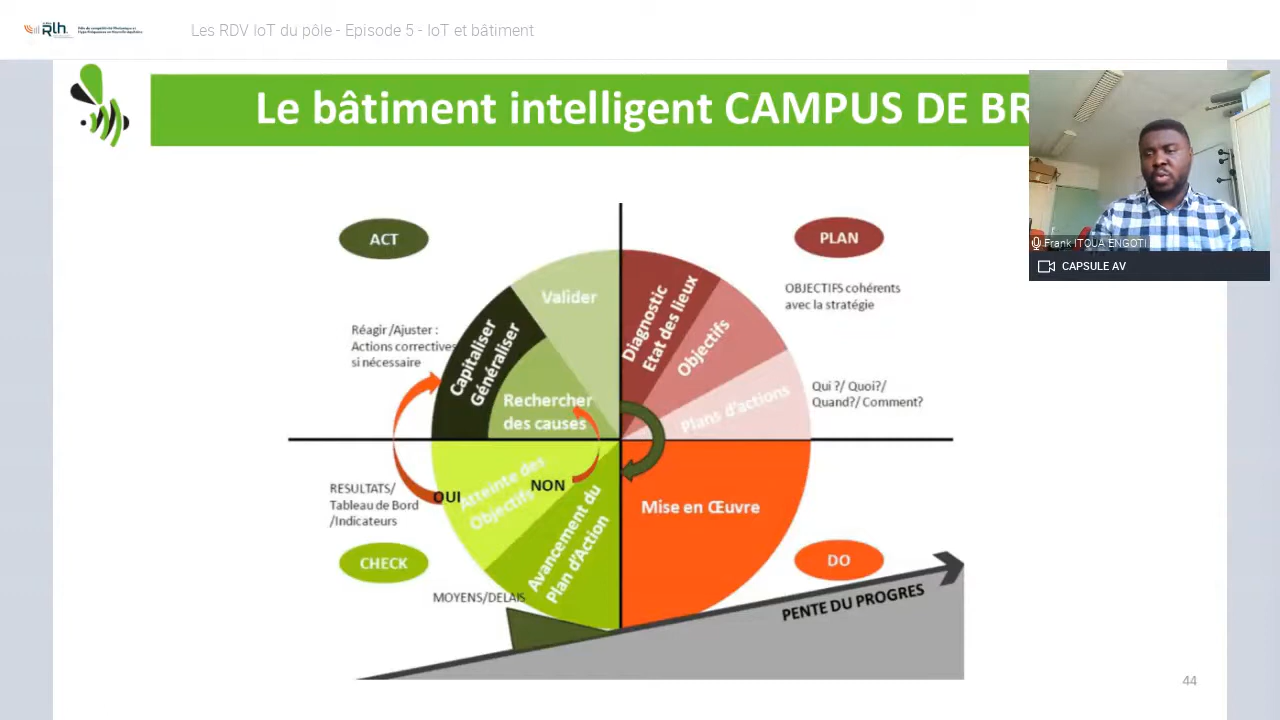 Rlh.
Les RDV IoT du pôle - Episode 5 - IoT et bâtiment
Le bâtiment intelligent CAMPUS DE BR
Frank ITOUA ENGOTI
CAPSULE AV
ACT
PLAN
OBJECTIFS cohérents
avec la stratégie
Valider
Diagnostic
Etat des lieux
Objectifs
Plans d'actions
Qui ?/ Quoi?/
Quand?/ Comment?
Réagir /Ajuster :
Actions correctives
si nécessaire
Capitaliser
Généraliser
Rechercher
des causes
RESULTATS/
Tableau de Bord
/Indicateurs
OUI
Atteinte des
Objectifs
NON
Avancement du
Plan d'Action
Mise en Œuvre
CHECK
DO
MOYENS/DELAIS
PENTE DU PROGRES
44